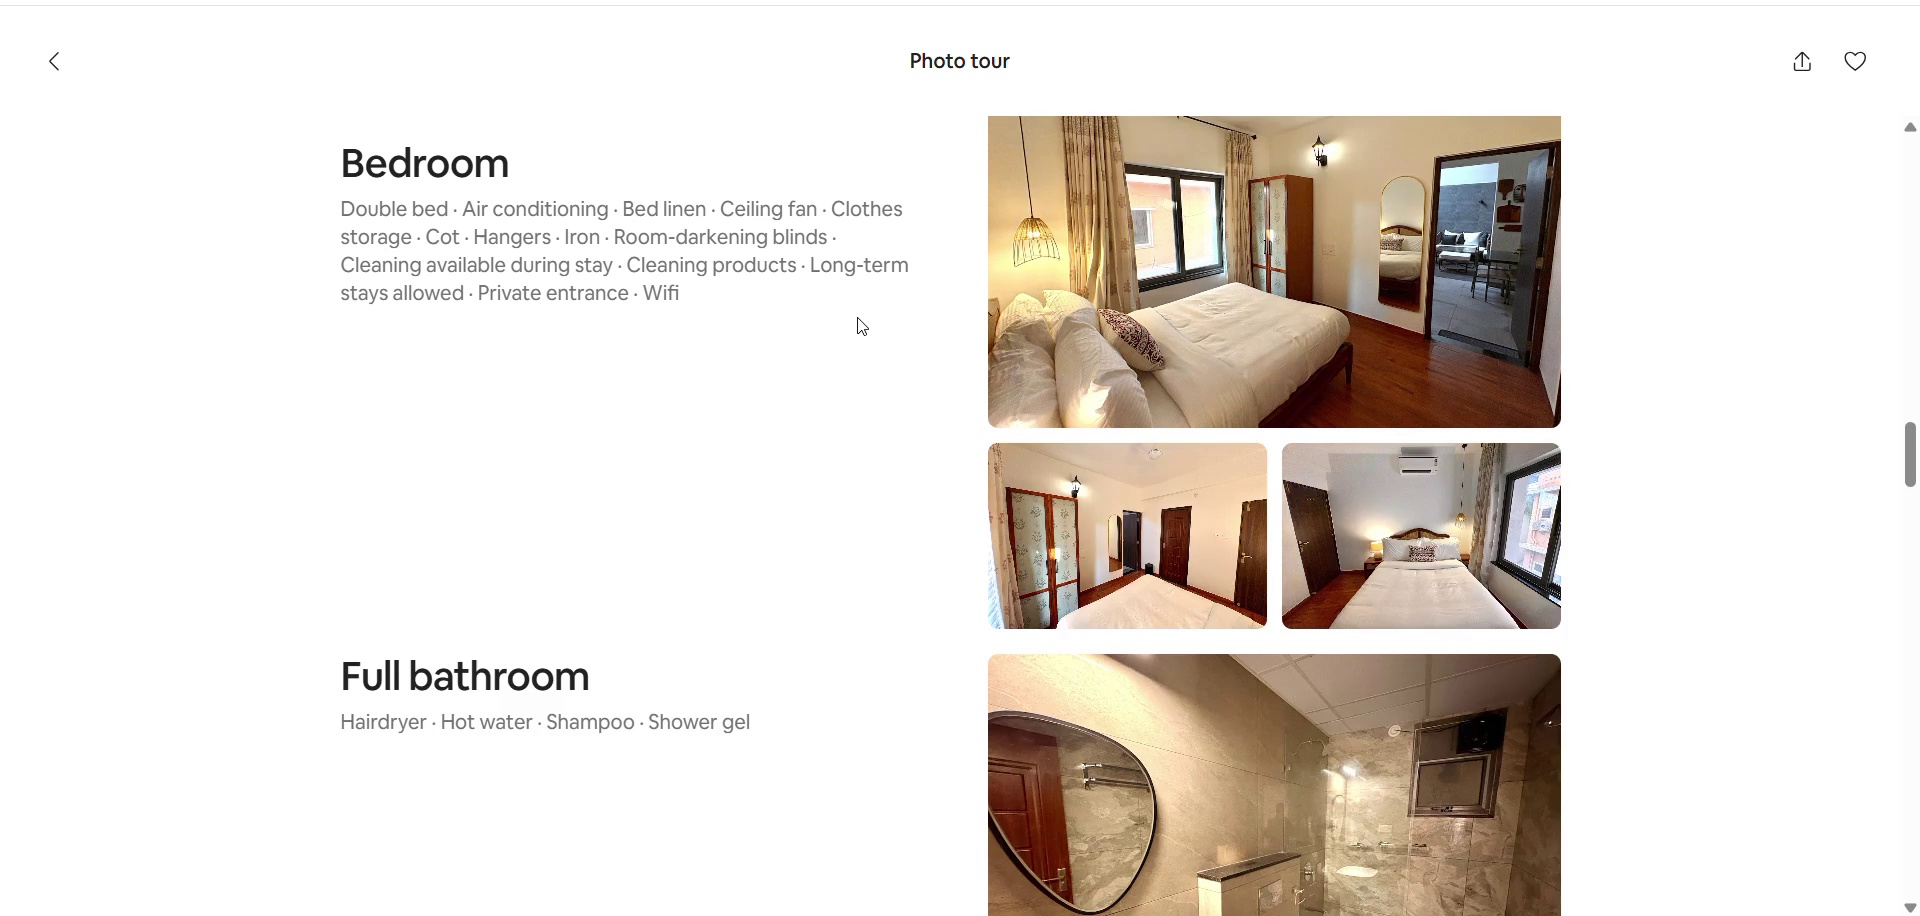 Photo tour
Bedroom
Double bed · Air conditioning · Bed linen · Ceiling fan · Clothes
storage · Cot · Hangers · Iron · Room-darkening blinds ·
Cleaning available during stay · Cleaning products · Long-term
stays allowed · Private entrance · Wifi
Full bathroom
Hairdryer · Hot water · Shampoo · Shower gel